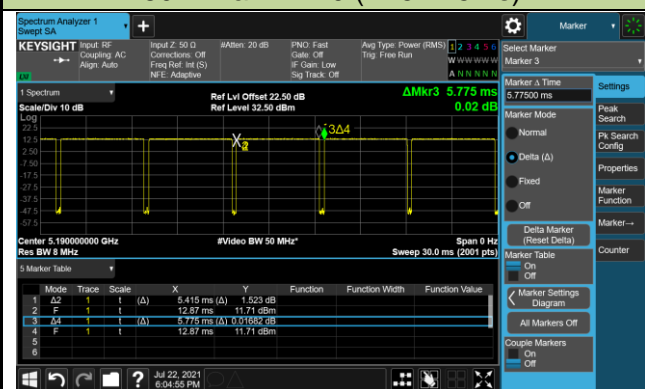 Spectrum Analyzer 1
Swept SA
Marker
KEYSIGHT
Input: RF
Coupling: AC
Align: Auto
Input Z: 50 Ω
Corrections: Off
Freq Ref: Int (S)
NFE: Adaptive
#Atten: 20 dB
PNO: Fast
Gate: Off
IF Gain: Low
Sig Track: Off
Avg Type: Power (RMS)
Trig: Free Run
1 2 3 4 5 6
W W W W W W
A N N N N N
Select Marker
Marker 3
LXI
1 Spectrum
Scale/Div 10 dB
Ref Lvl Offset 22.50 dB
Ref Level 32.50 dBm
ΔMkr3 5.775 ms
0.02 dB
Log
22.5
12.5
2.50
-7.50
-17.5
-27.5
-37.5
-47.5
-57.5
3Δ4
Center 5.190000000 GHz
Res BW 8 MHz
#Video BW 50 MHz*
Span 0 Hz
Sweep 30.0 ms (2001 pts)
5 Marker Table
Mode Trace Scale X Y Function Function Width Function Value
1 Δ2 1 t (Δ) 5.415 ms (Δ) 1.523 dB
2 F 1 t 12.87 ms 11.71 dBm
3 Δ4 1 t (Δ) 5.775 ms (Δ) 0.01682 dB
4 F 1 t 12.87 ms 11.71 dBm
5
6
Jul 22, 2021
6:04:55 PM
Marker Δ Time
5.77500 ms
Marker Mode
Normal
Delta (Δ)
Fixed
Off
Delta Marker
(Reset Delta)
Marker Table
On
Off
Marker Settings
Diagram
All Markers Off
Couple Markers
On
Off
Settings
Peak
Search
Pk Search
Config
Properties
Marker
Function
Marker→
Counter